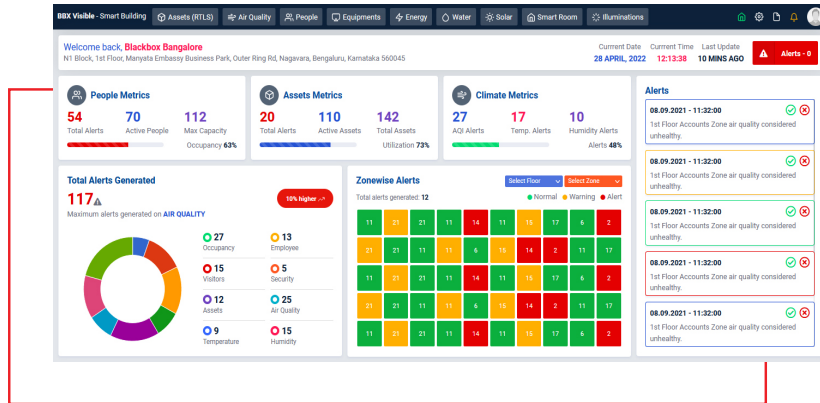 BBX Visible - Smart Building Assets (RTLS) Air Quality People Equipments Energy Water Solar Smart Room Illuminations
Welcome back, Blackbox Bangalore
N1 Block, 1st Floor, Manyata Embassy Business Park, Outer Ring Rd, Nagavara, Bengaluru, Karnataka 560045
Current Date Current Time Last Update
28 APRIL, 2022 12:13:38 10 MINS AGO
Alerts - 0
People Metrics
54 70 112
Total Alerts Active People Max Capacity
Occupancy 63%
Assets Metrics
20 110 142
Total Alerts Active Assets Total Assets
Utilization 73%
Climate Metrics
27 17 10
AQI Alerts Temp. Alerts Humidity Alerts
Alerts 48%
Total Alerts Generated
117
10% higher
Maximum alerts generated on AIR QUALITY
27 13
Occupancy Employee
15 5
Visitors Security
12 25
Assets Air Quality
9 15
Temperature Humidity
Zonewise Alerts Select Floor Select Zone
Total alerts generated: 12 Normal Warning Alert
11 21 21 11 14 11 15 17 6 2
21 21 11 11 6 15 14 2 11 17
11 21 21 11 14 11 15 17 6 2
21 21 11 11 6 15 14 2 11 17
11 21 21 11 14 11 15 17 6 2
Alerts
08.09.2021 - 11:32:00
1st Floor Accounts Zone air quality considered
unhealthy.
08.09.2021 - 11:32:00
1st Floor Accounts Zone air quality considered
unhealthy.
08.09.2021 - 11:32:00
1st Floor Accounts Zone air quality considered
unhealthy.
08.09.2021 - 11:32:00
1st Floor Accounts Zone air quality considered
unhealthy.
08.09.2021 - 11:32:00
1st Floor Accounts Zone air quality considered
unhealthy.